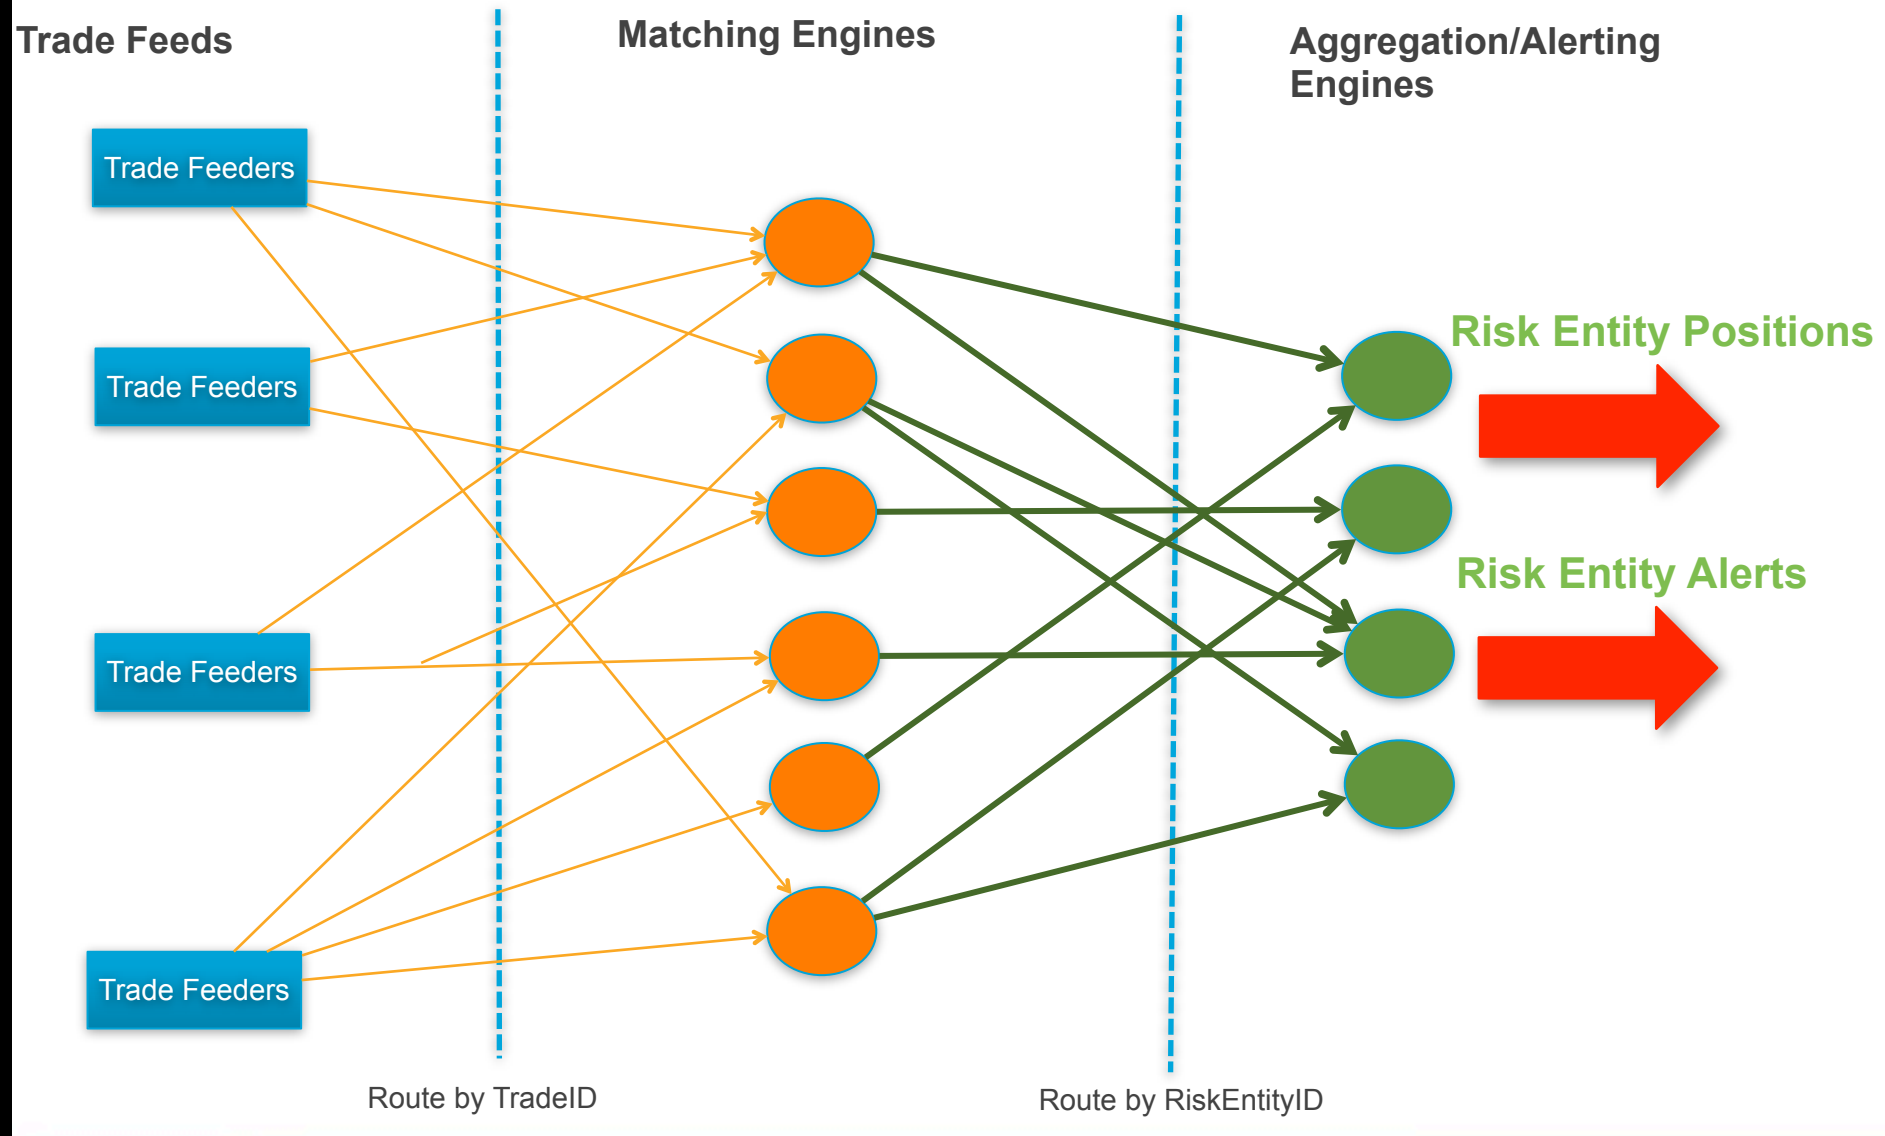 Trade Feeds
Matching Engines
Aggregation/Alerting
Engines
Trade Feeders
Trade Feeders
Trade Feeders
Trade Feeders
Risk Entity Positions
Risk Entity Alerts
Route by TradeID
Route by RiskEntityID